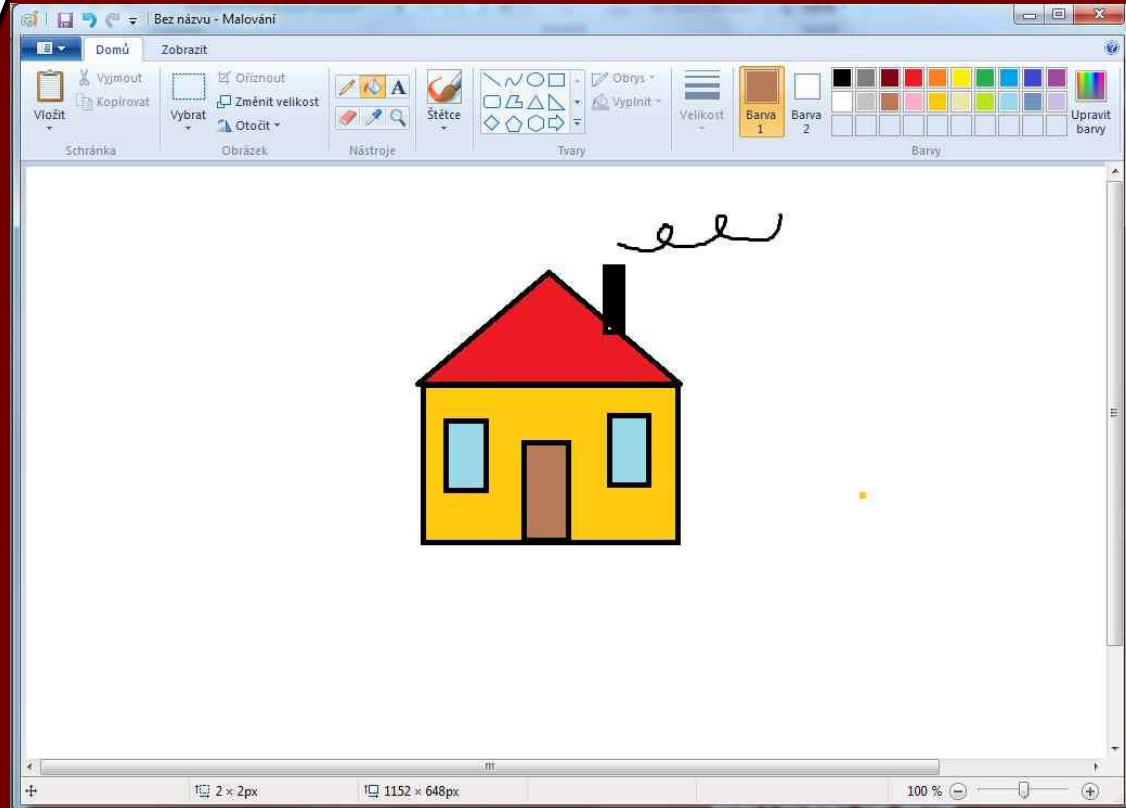 Bez názvu - Malování
Domů Zobrazit
Vložit
Vyjmout
Kopírovat
Schránka
Vybrat
Oříznout
Změnit velikost
Otočit
Obrázek
A
Nástroje
Štětce
Obrys
Vyplnit
Tvary
Velikost
Barva 1
Barva 2
Upravit barvy
Barvy
2 × 2px
1152 × 648px
100 %